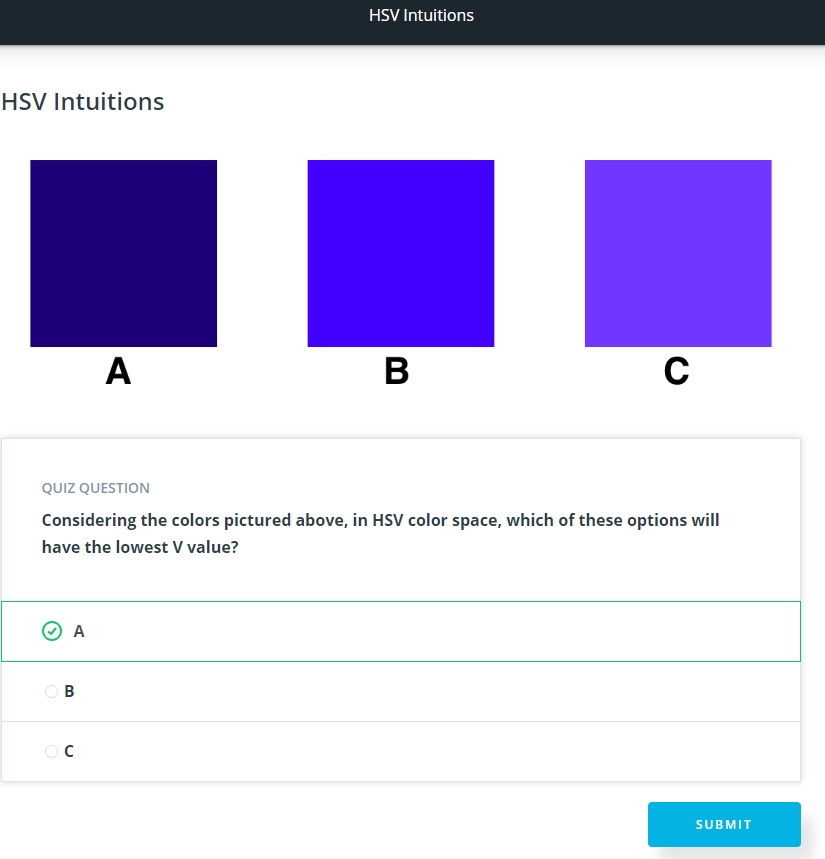 HSV Intuitions
HSV Intuitions
A B C
QUIZ QUESTION
Considering the colors pictured above, in HSV color space, which of these options will
have the lowest V value?
A
B
C
SUBMIT